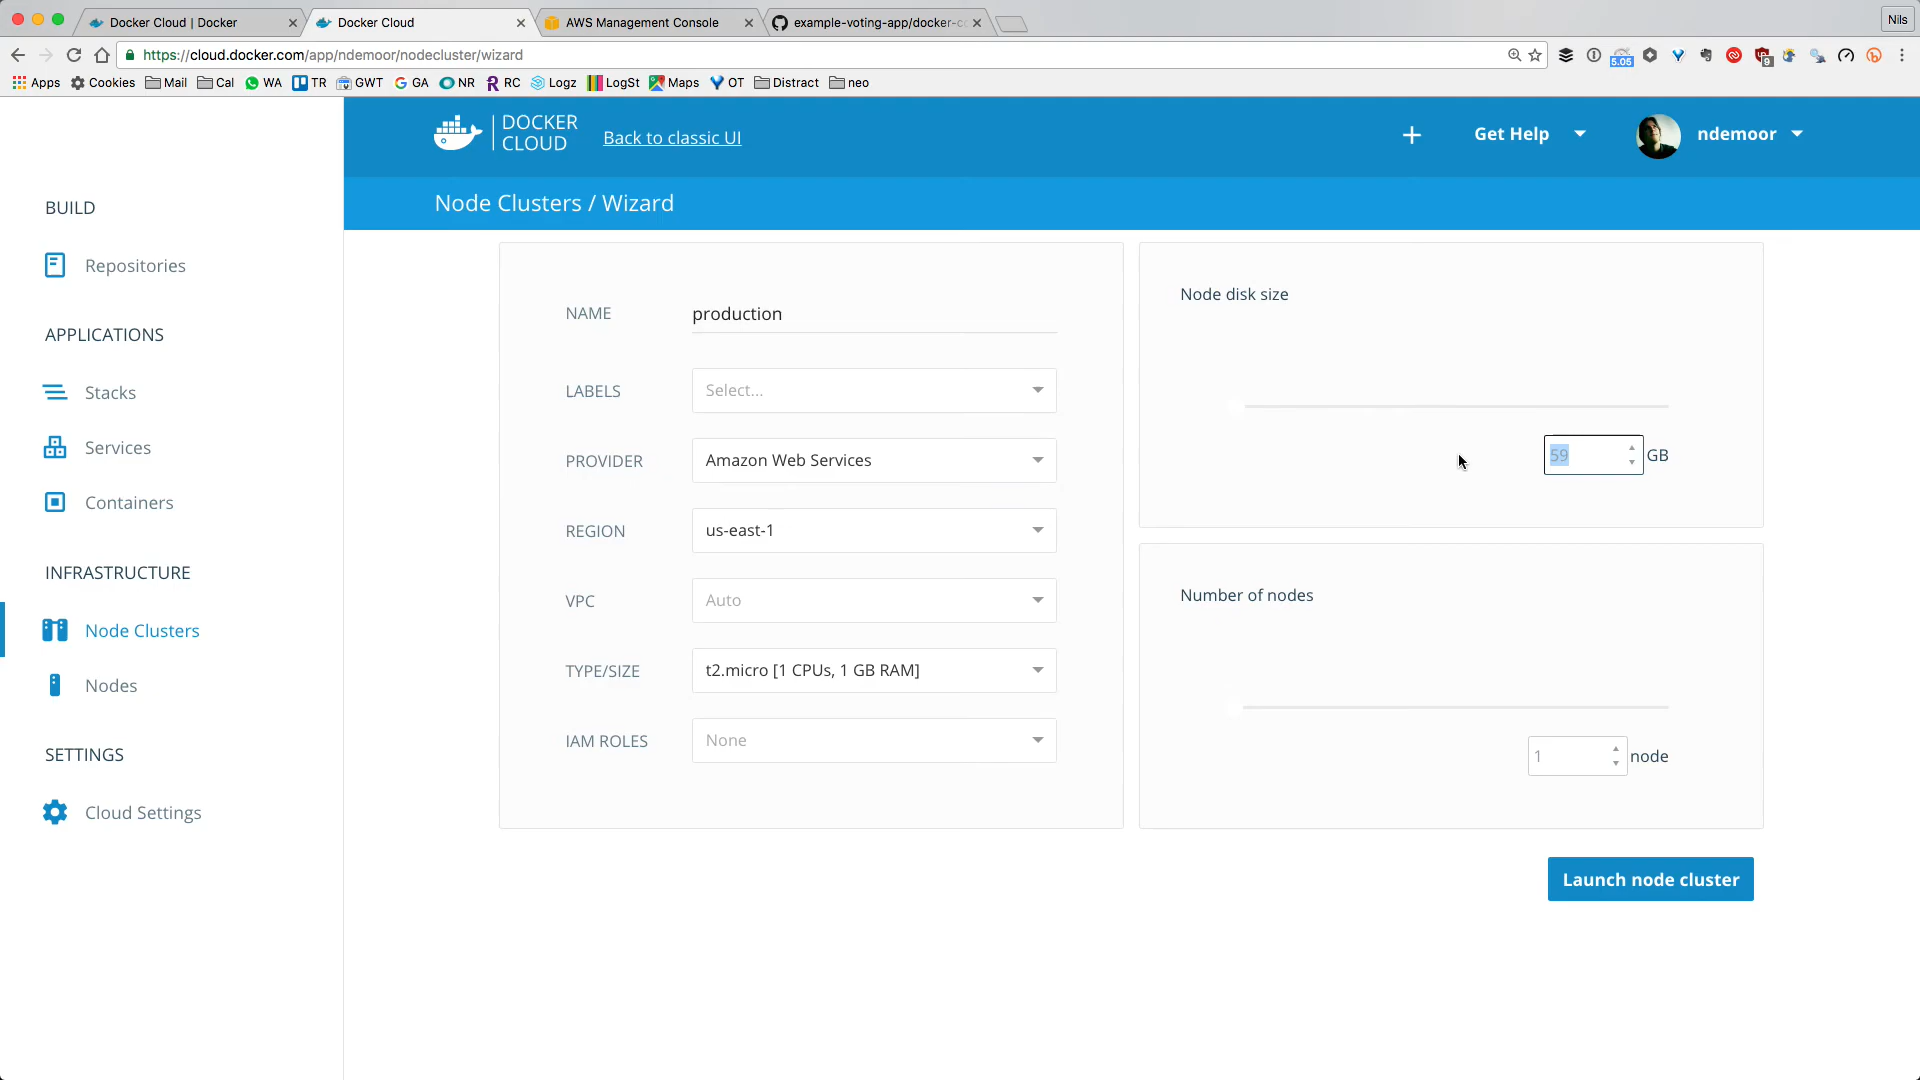 Docker Cloud | Docker
Docker Cloud
AWS Management Console
example-voting-app/docker-c
Nils
https://cloud.docker.com/app/ndemoor/nodecluster/wizard
5.05
9
Apps
Cookies
Mail
Cal
WA
TR
GWT
GA
NR
RC
Logz
LogSt
Maps
OT
Distract
neo
DOCKER
CLOUD
Back to classic UI
Get Help
ndemoor
Node Clusters / Wizard
BUILD
Repositories
APPLICATIONS
Stacks
Services
Containers
INFRASTRUCTURE
Node Clusters
Nodes
SETTINGS
Cloud Settings
NAME production
LABELS Select...
PROVIDER Amazon Web Services
REGION us-east-1
VPC Auto
TYPE/SIZE t2.micro [1 CPUs, 1 GB RAM]
IAM ROLES None
Node disk size
59 GB
Number of nodes
1 node
Launch node cluster